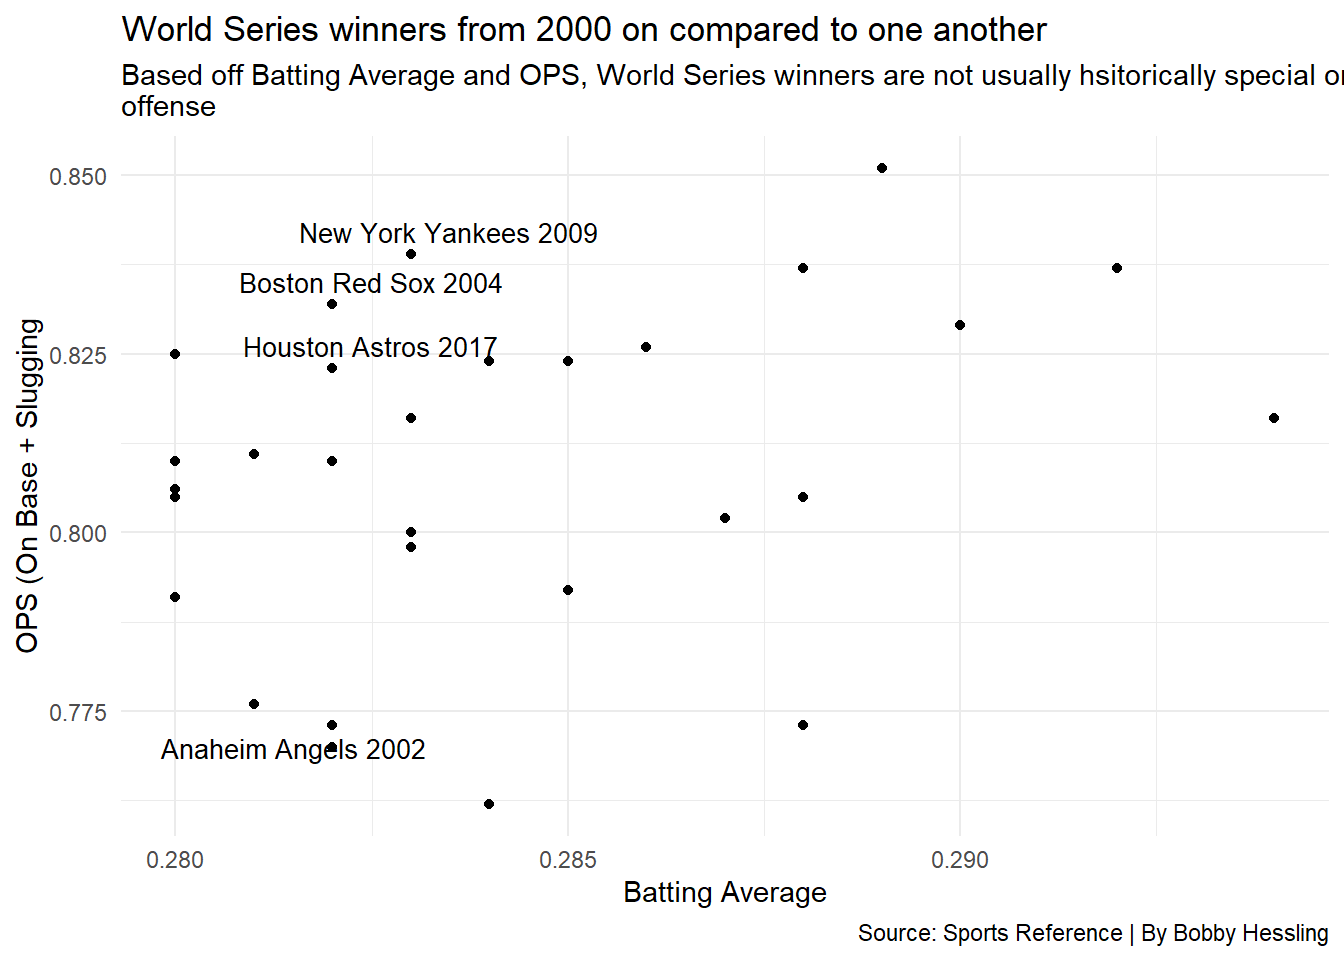 World Series winners from 2000 on compared to one another
Based off Batting Average and OPS, World Series winners are not usually hsitorically special
offense
0.850
New York Yankees 2009
Boston Red Sox 2004
Houston Astros 2017
0.825
0.800
0.775
Anaheim Angels 2002
OPS (On Base + Slugging
0.280
0.285
0.290
Batting Average
Source: Sports Reference | By Bobby Hessling